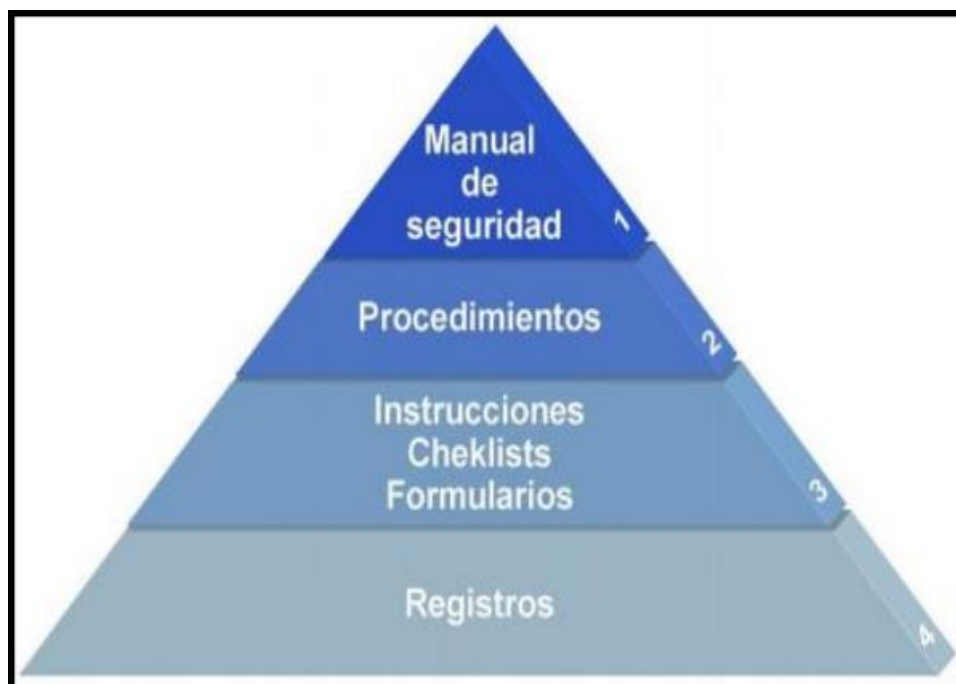 Manual
de
seguridad
1
Procedimientos
2
Instrucciones
Cheklists
Formularios
3
Registros
4